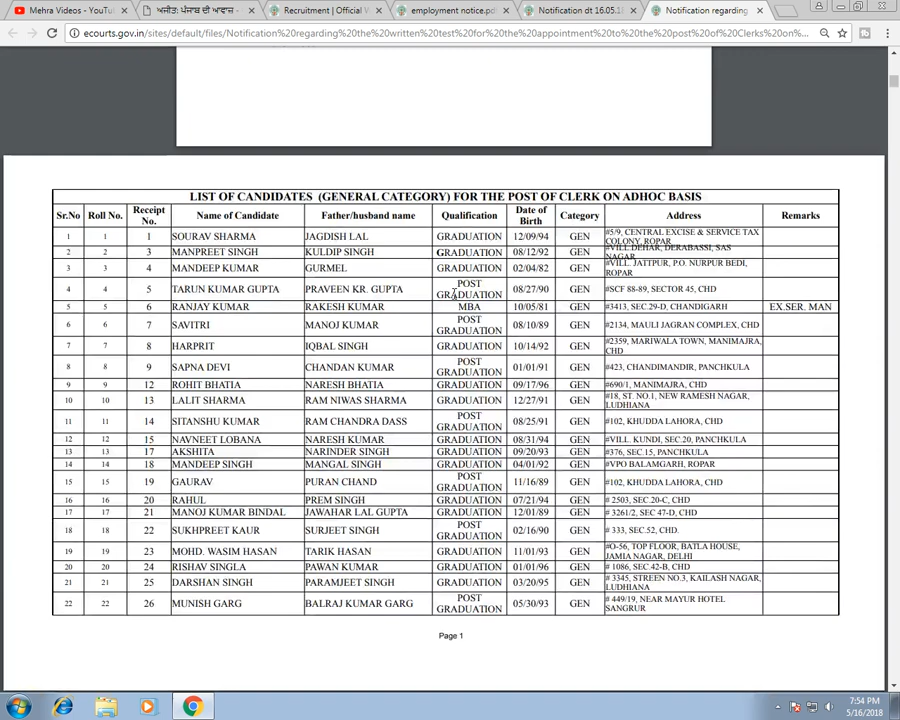 Mehra Videos - YouTu
ਅਜੀਤ: ਪੰਜਾਬ ਦੀ ਆਵਾਜ਼ -
Recruitment | Official W
employment notice.pdf
Notification dt 16.05.18
Notification regarding
ecourts.gov.in/sites/default/files/Notification%20regarding%20the%20written%20test%20for%20the%20appointment%20to%20the%20post%20of%20Clerks%20on%...
LIST OF CANDIDATES (GENERAL CATEGORY) FOR THE POST OF CLERK ON ADHOC BASIS
Sr.No Roll No. Receipt No. Name of Candidate Father/husband name Qualification Date of Birth Category Address Remarks
1 1 1 SOURAV SHARMA JAGDISH LAL GRADUATION 12/09/94 GEN #5/9, CENTRAL EXCISE & SERVICE TAX COLONY, ROPAR
2 2 3 MANPREET SINGH KULDIP SINGH GRADUATION 08/12/92 GEN #VILL.DEHAR, DERABASSI, SAS NAGAR
3 3 4 MANDEEP KUMAR GURMEL GRADUATION 02/04/82 GEN #VILL. JATTPUR, P.O. NURPUR BEDI, ROPAR
4 4 5 TARUN KUMAR GUPTA PRAVEEN KR. GUPTA POST GRADUATION 08/27/90 GEN #SCF 88-89, SECTOR 45, CHD
5 5 6 RANJAY KUMAR RAKESH KUMAR MBA 10/05/81 GEN #3413, SEC.29-D, CHANDIGARH EX.SER. MAN
6 6 7 SAVITRI MANOJ KUMAR POST GRADUATION 08/10/89 GEN #2134, MAULI JAGRAN COMPLEX, CHD
7 7 8 HARPRIT IQBAL SINGH GRADUATION 10/14/92 GEN #2359, MARIWALA TOWN, MANIMAJRA, CHD
8 8 9 SAPNA DEVI CHANDAN KUMAR POST GRADUATION 01/01/91 GEN #423, CHANDIMANDIR, PANCHKULA
9 9 12 ROHIT BHATIA NARESH BHATIA GRADUATION 09/17/96 GEN #690/1, MANIMAJRA, CHD
10 10 13 LALIT SHARMA RAM NIWAS SHARMA GRADUATION 12/27/91 GEN #18, ST. NO.1, NEW RAMESH NAGAR, LUDHIANA
11 11 14 SITANSHU KUMAR RAM CHANDRA DASS POST GRADUATION 08/25/91 GEN #102, KHUDDA LAHORA, CHD
12 12 15 NAVNEET LOBANA NARESH KUMAR GRADUATION 08/31/94 GEN #VILL. KUNDI, SEC.20, PANCHKULA
13 13 17 AKSHITA NARINDER SINGH GRADUATION 09/20/93 GEN #376, SEC.15, PANCHKULA
14 14 18 MANDEEP SINGH MANGAL SINGH GRADUATION 04/01/92 GEN #VPO BALAMGARH, ROPAR
15 15 19 GAURAV PURAN CHAND POST GRADUATION 11/16/89 GEN #102, KHUDDA LAHORA, CHD
16 16 20 RAHUL PREM SINGH GRADUATION 07/21/94 GEN # 2503, SEC.20-C, CHD
17 17 21 MANOJ KUMAR BINDAL JAWAHAR LAL GUPTA GRADUATION 12/01/89 GEN # 3261/2, SEC 47-D, CHD
18 18 22 SUKHPREET KAUR SURJEET SINGH POST GRADUATION 02/16/90 GEN # 333, SEC.52, CHD.
19 19 23 MOHD. WASIM HASAN TARIK HASAN GRADUATION 11/01/93 GEN #O-56, TOP FLOOR, BATLA HOUSE, JAMIA NAGAR, DELHI
20 20 24 RISHAV SINGLA PAWAN KUMAR GRADUATION 01/01/96 GEN # 1086, SEC.42-B, CHD
21 21 25 DARSHAN SINGH PARAMJEET SINGH GRADUATION 03/20/95 GEN # 3345, STREEN NO.3, KAILASH NAGAR, LUDHIANA
22 22 26 MUNISH GARG BALRAJ KUMAR GARG POST GRADUATION 05/30/93 GEN # 449/19, NEAR MAYUR HOTEL SANGRUR
Page 1
7:54 PM
5/16/2018